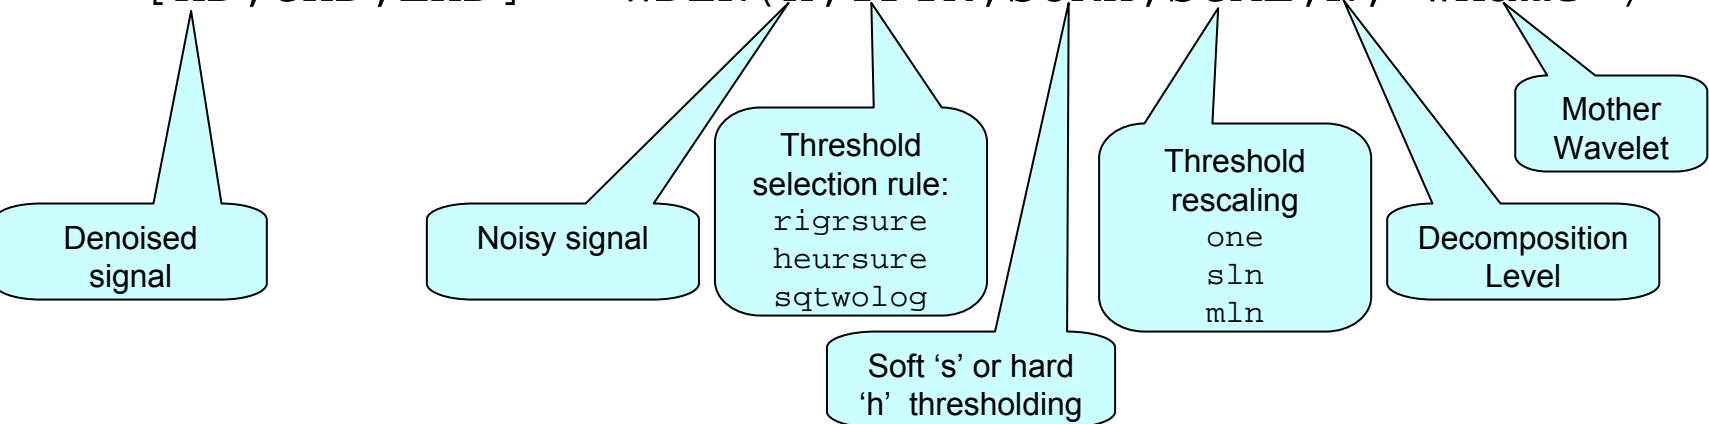 Mother
Wavelet
Threshold
selection rule:
rigrsure
heursure
sqtwolog
Threshold
rescaling
one
sln
mln
Denoised
signal
Noisy signal
Decomposition
Level
Soft ‘s’ or hard
‘h’ thresholding